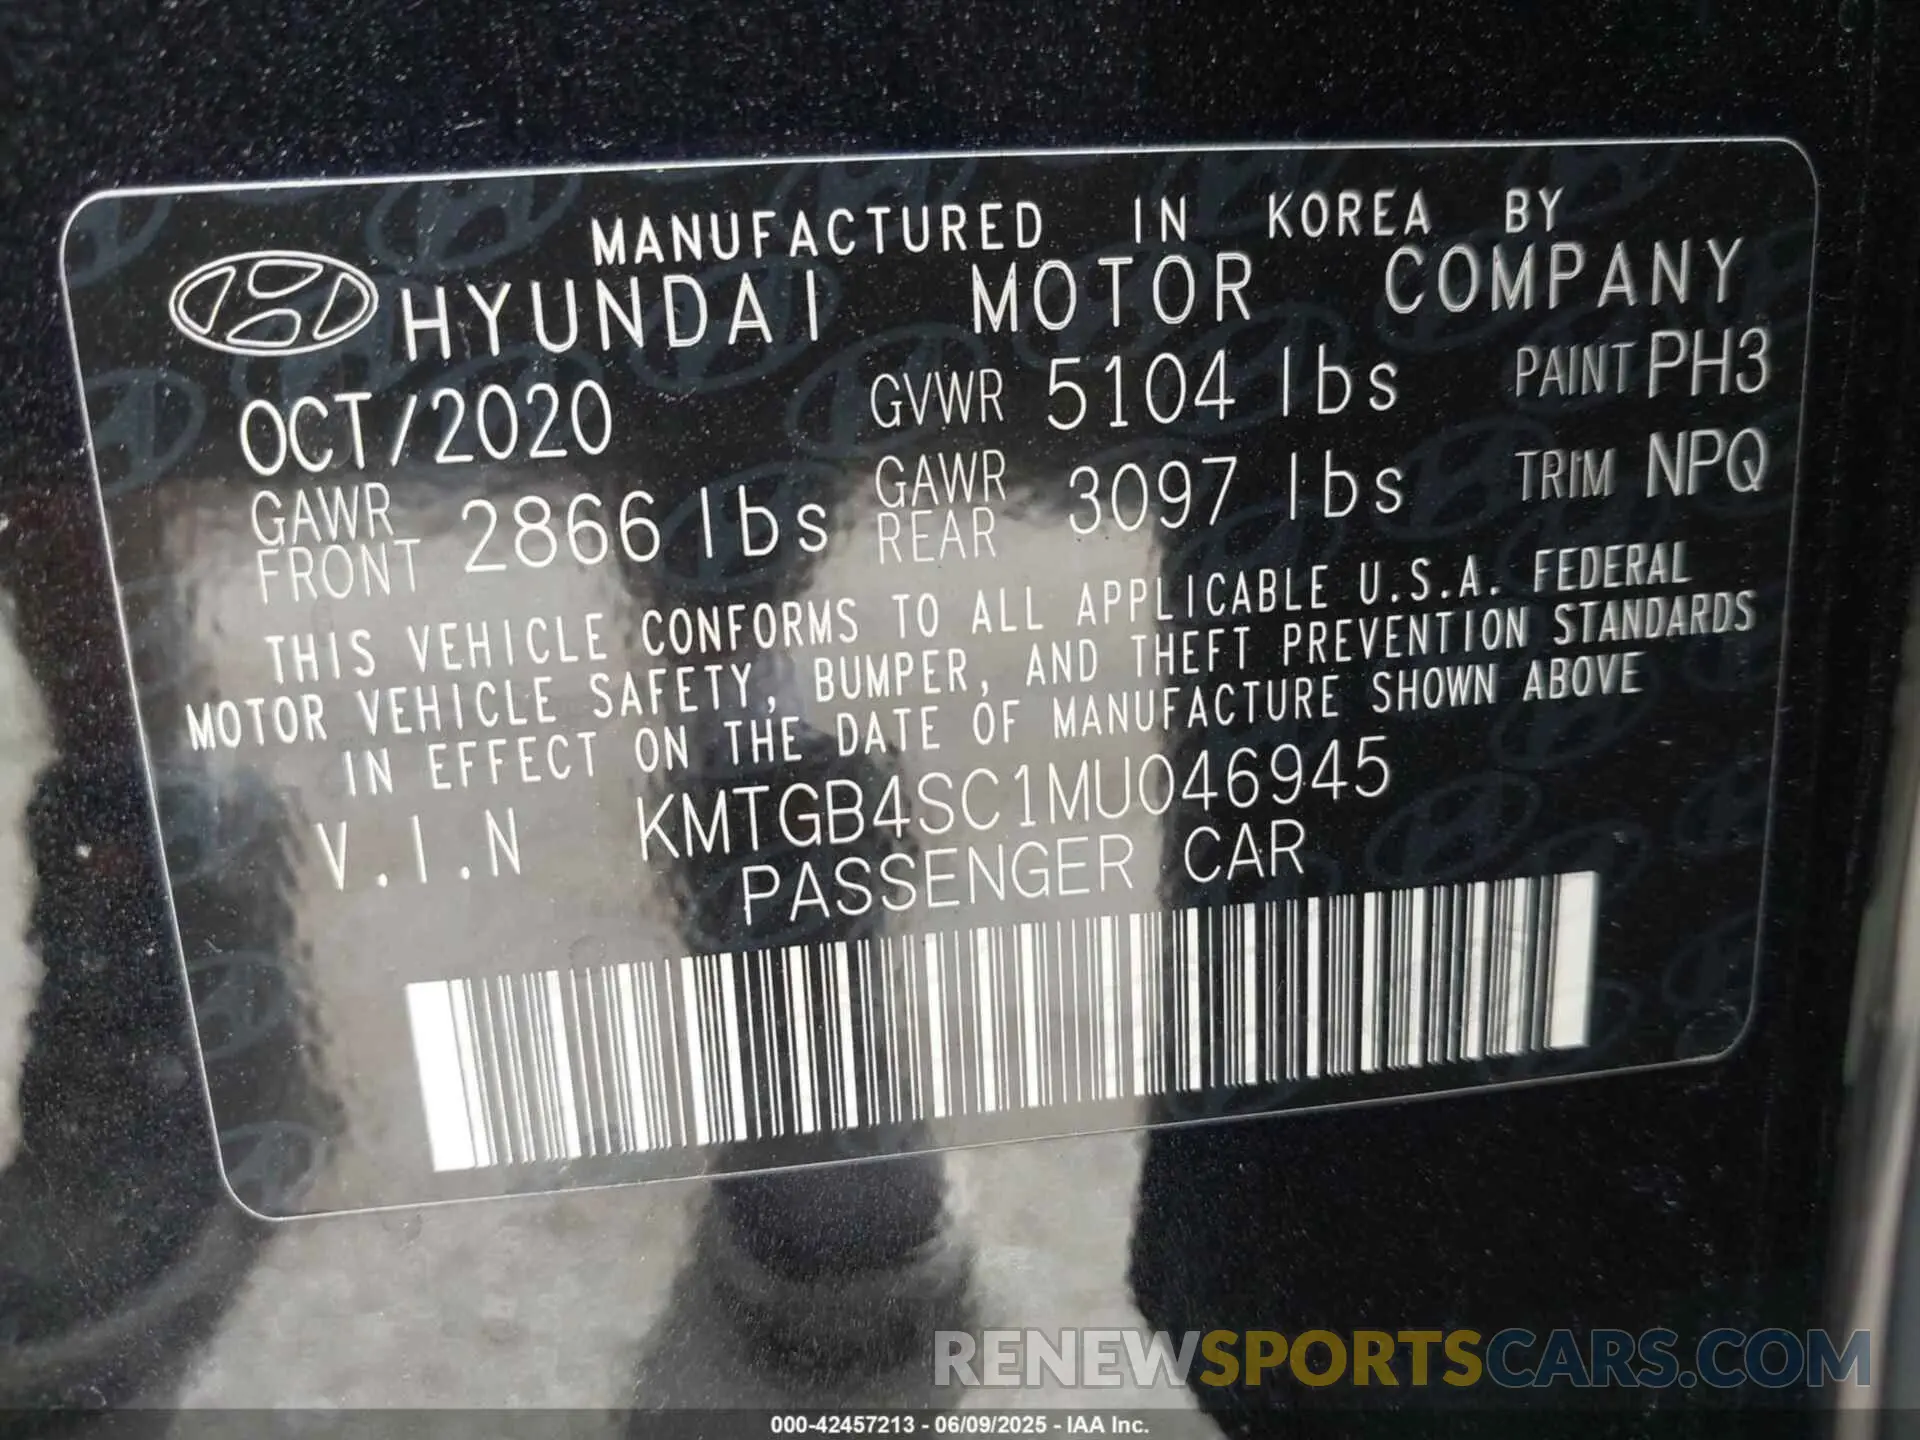 MANUFACTURED IN KOREA BY
HYUNDAI MOTOR COMPANY
OCT/2020 GVWR 5104 lbs PAINT PH3
GAWR FRONT 2866 lbs GAWR REAR 3097 lbs TRIM NPQ
THIS VEHICLE CONFORMS TO ALL APPLICABLE U.S.A. FEDERAL
MOTOR VEHICLE SAFETY, BUMPER, AND THEFT PREVENTION STANDARDS
IN EFFECT ON THE DATE OF MANUFACTURE SHOWN ABOVE
V.I.N KMTGB4SC1MU046945
PASSENGER CAR
RENEWSPORTSCARS.COM
000-42457213 - 06/09/2025 - IAA Inc.